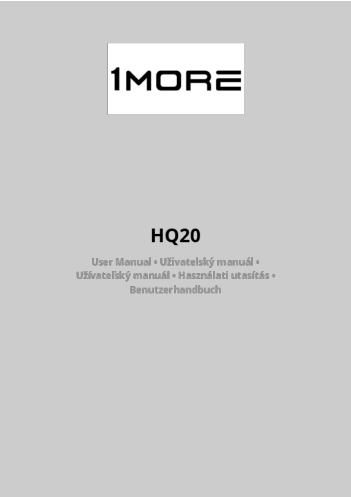 1MORE
HQ20
User Manual • Uživatelský manuál •
Užívateľský manuál • Használati utasítás •
Benutzerhandbuch